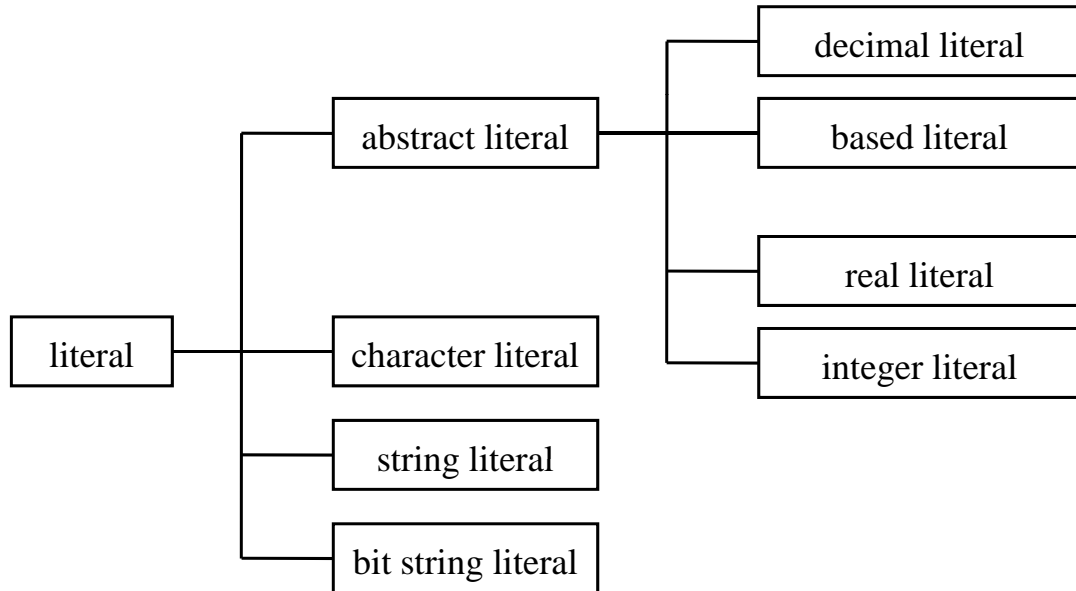 decimal literal
abstract literal
based literal
real literal
literal
character literal
integer literal
string literal
bit string literal